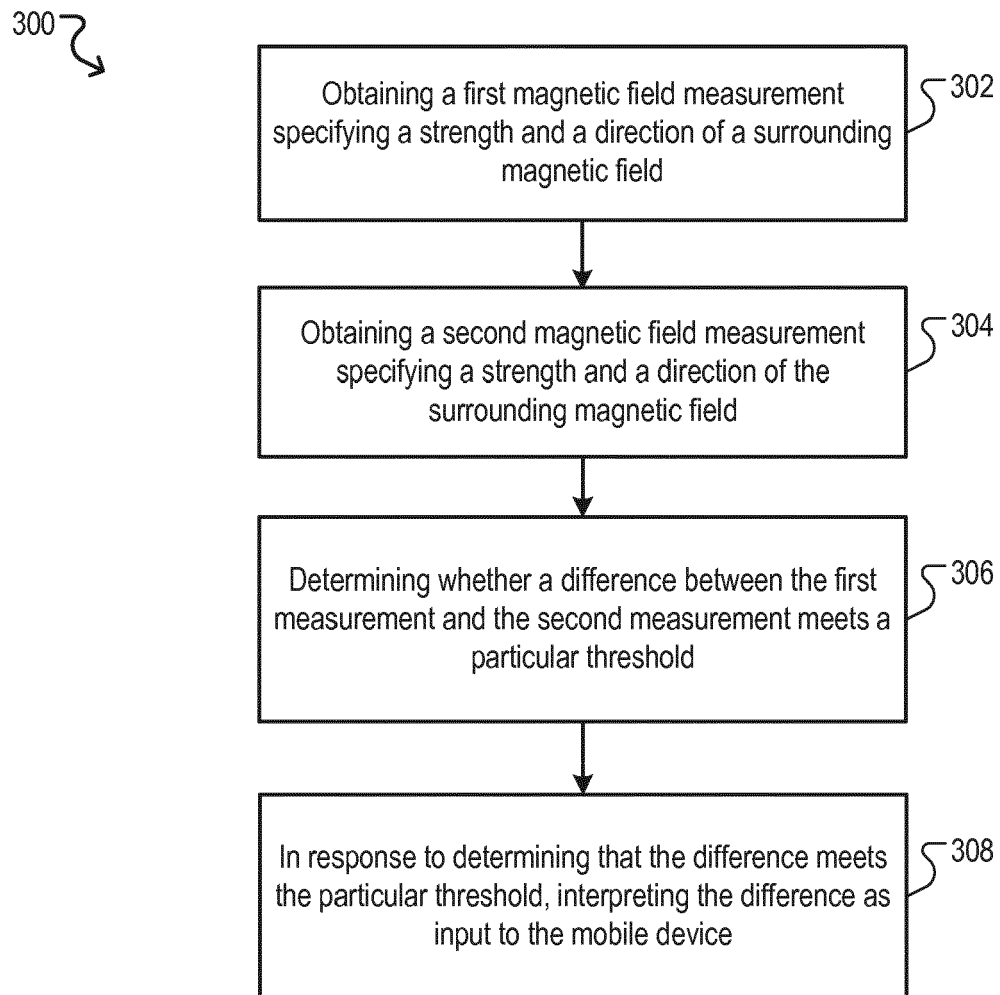 300
Obtaining a first magnetic field measurement
specifying a strength and a direction of a surrounding
magnetic field
302
Obtaining a second magnetic field measurement
specifying a strength and a direction of the
surrounding magnetic field
304
Determining whether a difference between the first
measurement and the second measurement meets a
particular threshold
306
In response to determining that the difference meets
the particular threshold, interpreting the difference as
input to the mobile device
308